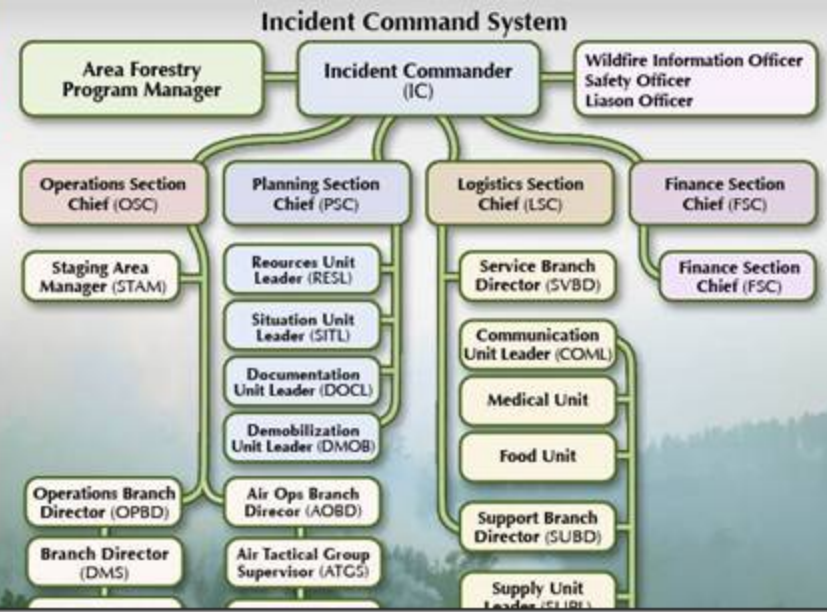 Incident Command System
Area Forestry
Program Manager
Incident Commander
(IC)
Wildfire Information Officer
Safety Officer
Liason Officer
Operations Section
Chief (OSC)
Planning Section
Chief (PSC)
Logistics Section
Chief (LSC)
Finance Section
Chief (FSC)
Staging Area
Manager (STAM)
Reources Unit
Leader (RESL)
Situation Unit
Leader (SITL)
Documentation
Unit Leader (DOCL)
Demobilization
Unit Leader (DMOB)
Service Branch
Director (SVBD)
Finance Section
Chief (FSC)
Communication
Unit Leader (COML)
Medical Unit
Food Unit
Operations Branch
Director (OPBD)
Air Ops Branch
Direcor (AOBD)
Support Branch
Director (SUBD)
Branch Director
(DMS)
Air Tactical Group
Supervisor (ATGS)
Supply Unit
Leader (SUPL)